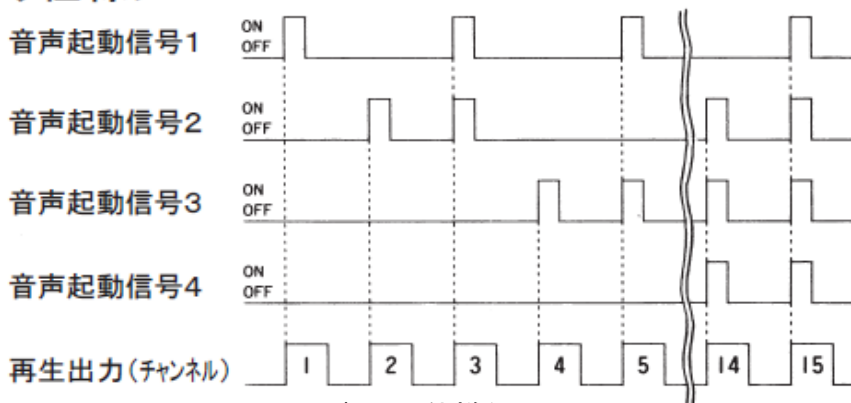 音声起動信号1 ON
OFF
音声起動信号2 ON
OFF
音声起動信号3 ON
OFF
音声起動信号4 ON
OFF
再生出力(チャンネル) 1 2 3 4 5 14 15